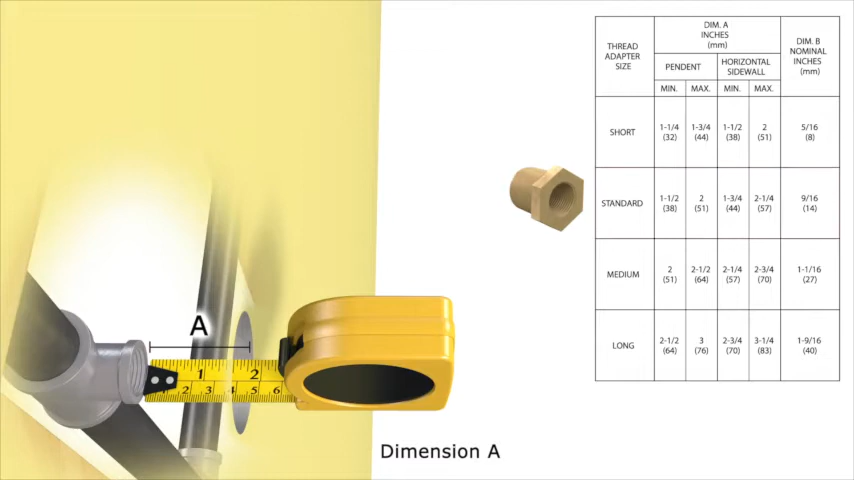 THREAD
ADAPTER
SIZE
DIM. A
INCHES
(mm)
DIM. B
NOMINAL
INCHES
(mm)
PENDENT
HORIZONTAL
SIDEWALL
MIN. MAX. MIN. MAX.
SHORT 1-1/4 1-3/4 1-1/2 2 5/16
(32) (44) (38) (51) (8)
STANDARD 1-1/2 2 1-3/4 2-1/4 9/16
(38) (51) (44) (57) (14)
MEDIUM 2 2-1/2 2-1/4 2-3/4 1-1/16
(51) (64) (57) (70) (27)
LONG 2-1/2 3 2-3/4 3-1/4 1-9/16
(64) (76) (70) (83) (40)
A
1 2
2 3 4 5 6
Dimension A